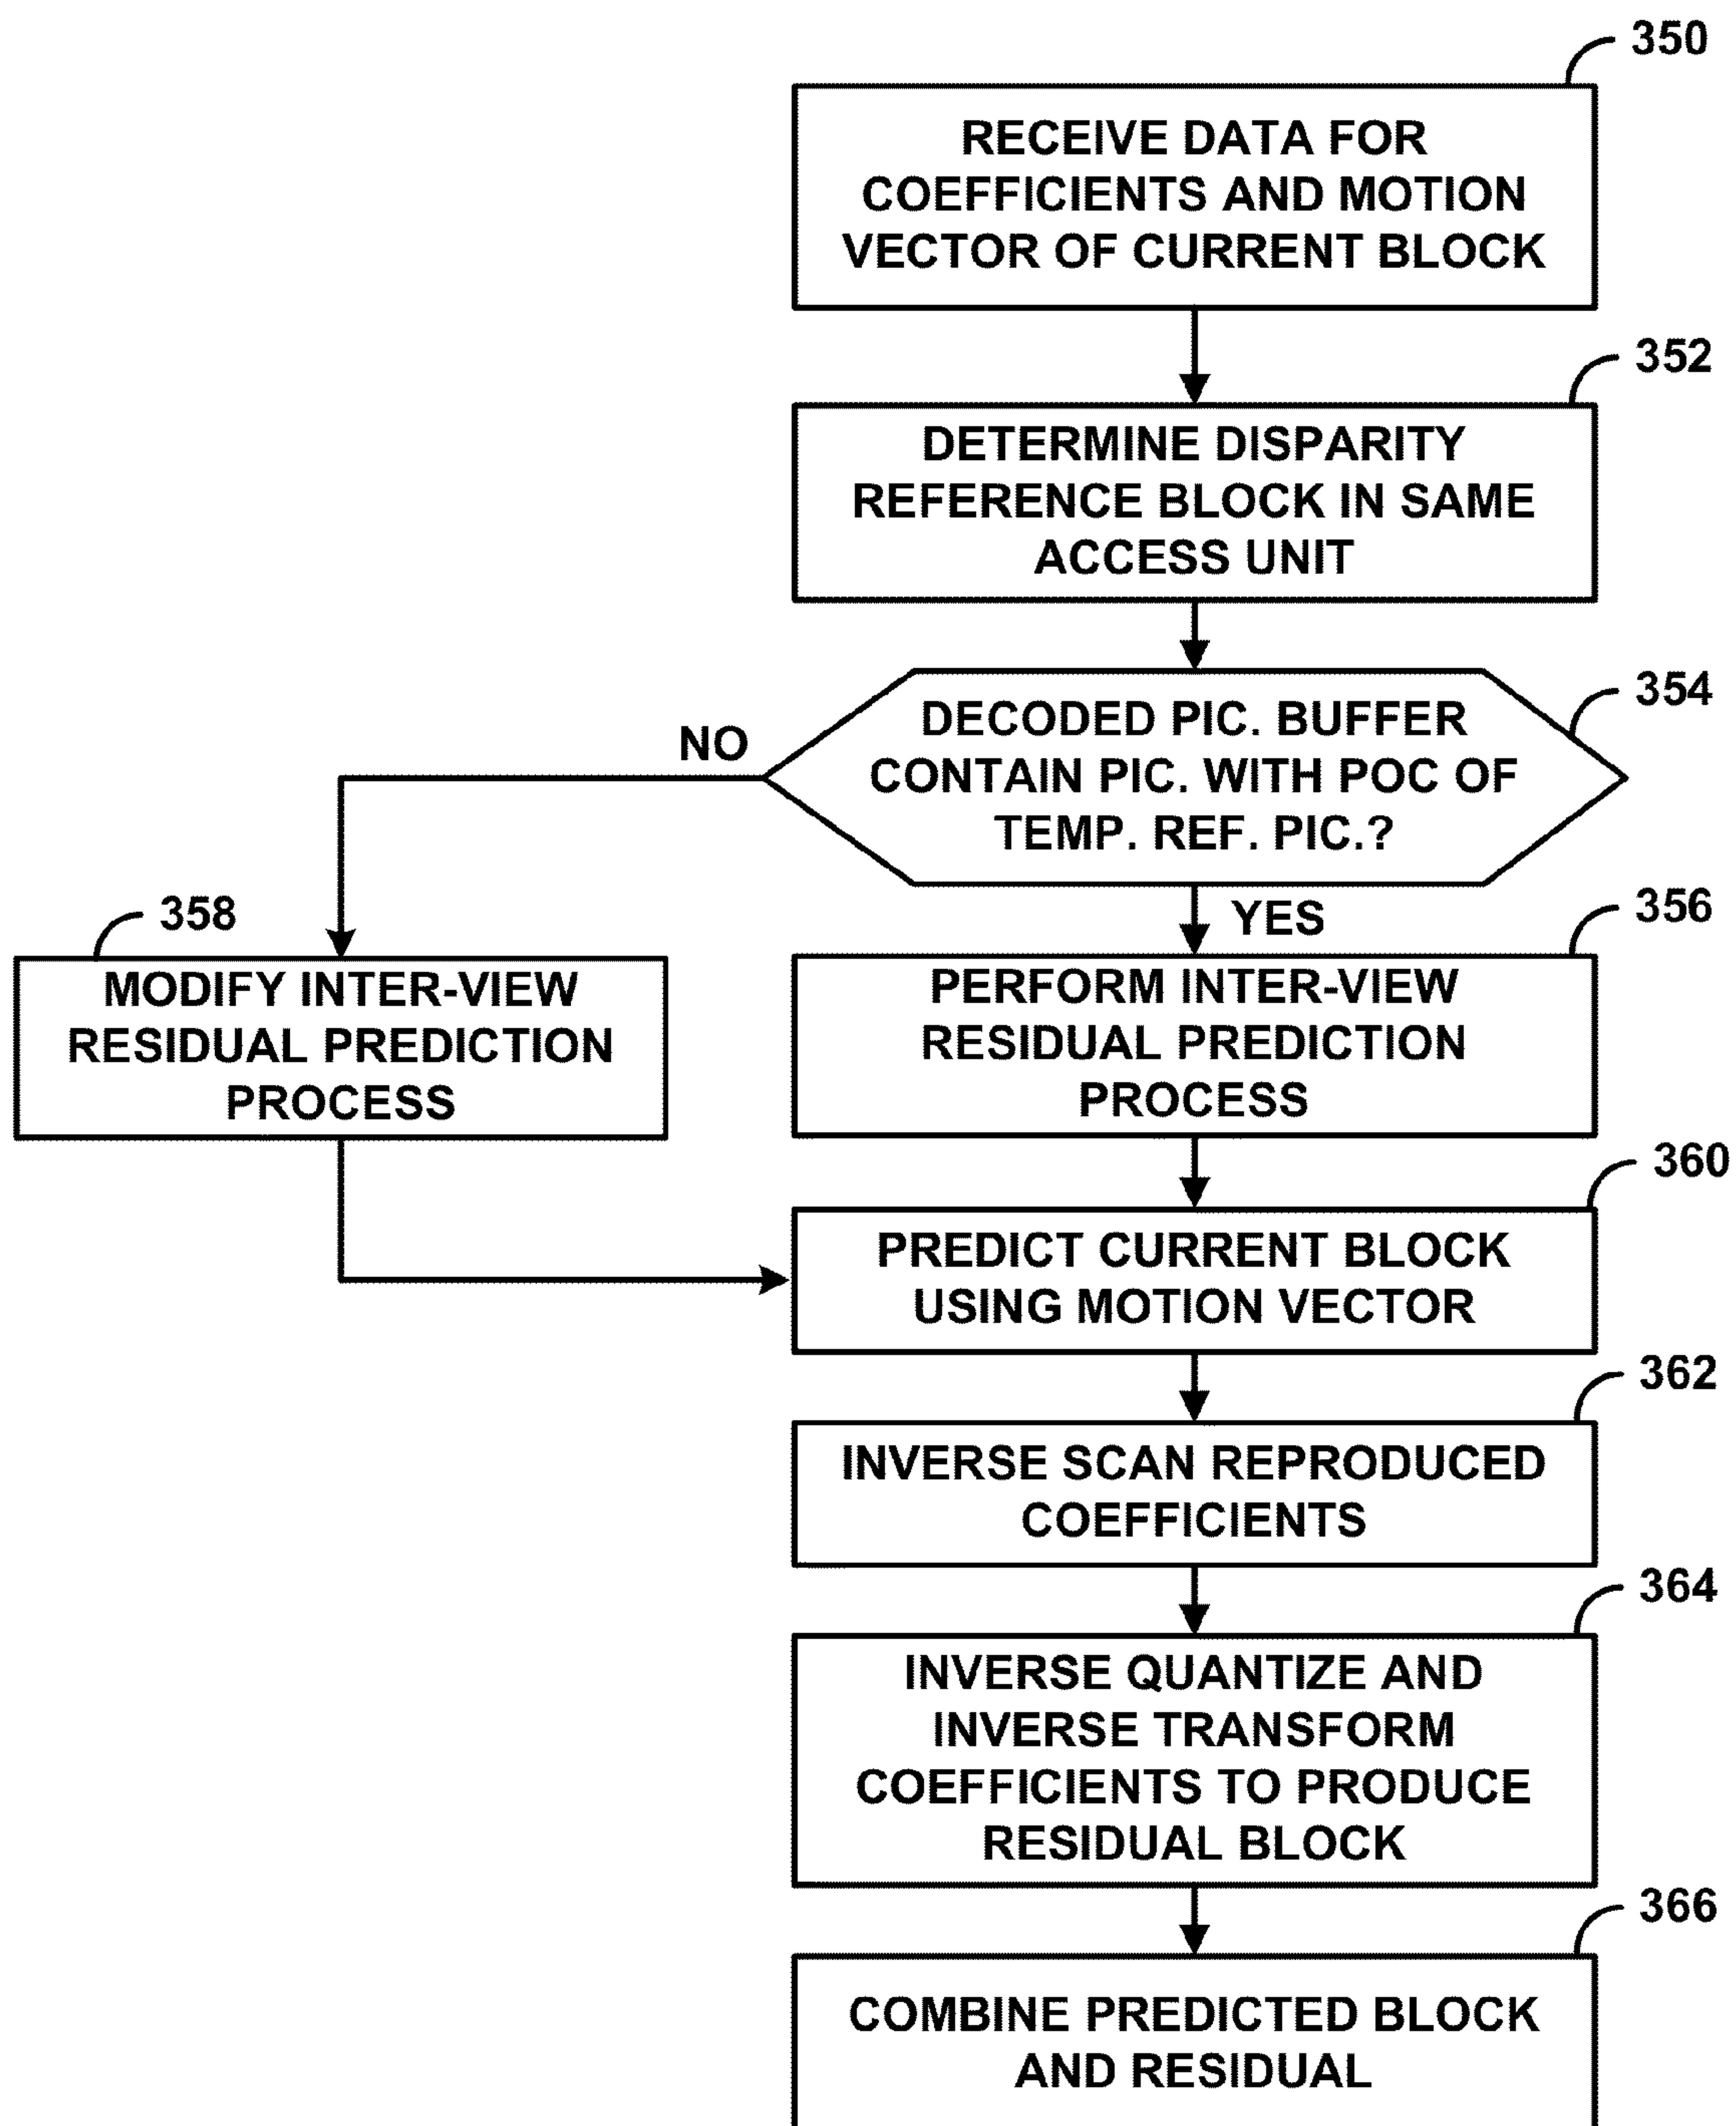 350
RECEIVE DATA FOR
COEFFICIENTS AND MOTION
VECTOR OF CURRENT BLOCK
352
DETERMINE DISPARITY
REFERENCE BLOCK IN SAME
ACCESS UNIT
354
DECODED PIC. BUFFER
CONTAIN PIC. WITH POC OF
TEMP. REF. PIC.?
NO
YES
358
MODIFY INTER-VIEW
RESIDUAL PREDICTION
PROCESS
356
PERFORM INTER-VIEW
RESIDUAL PREDICTION
PROCESS
360
PREDICT CURRENT BLOCK
USING MOTION VECTOR
362
INVERSE SCAN REPRODUCED
COEFFICIENTS
364
INVERSE QUANTIZE AND
INVERSE TRANSFORM
COEFFICIENTS TO PRODUCE
RESIDUAL BLOCK
366
COMBINE PREDICTED BLOCK
AND RESIDUAL